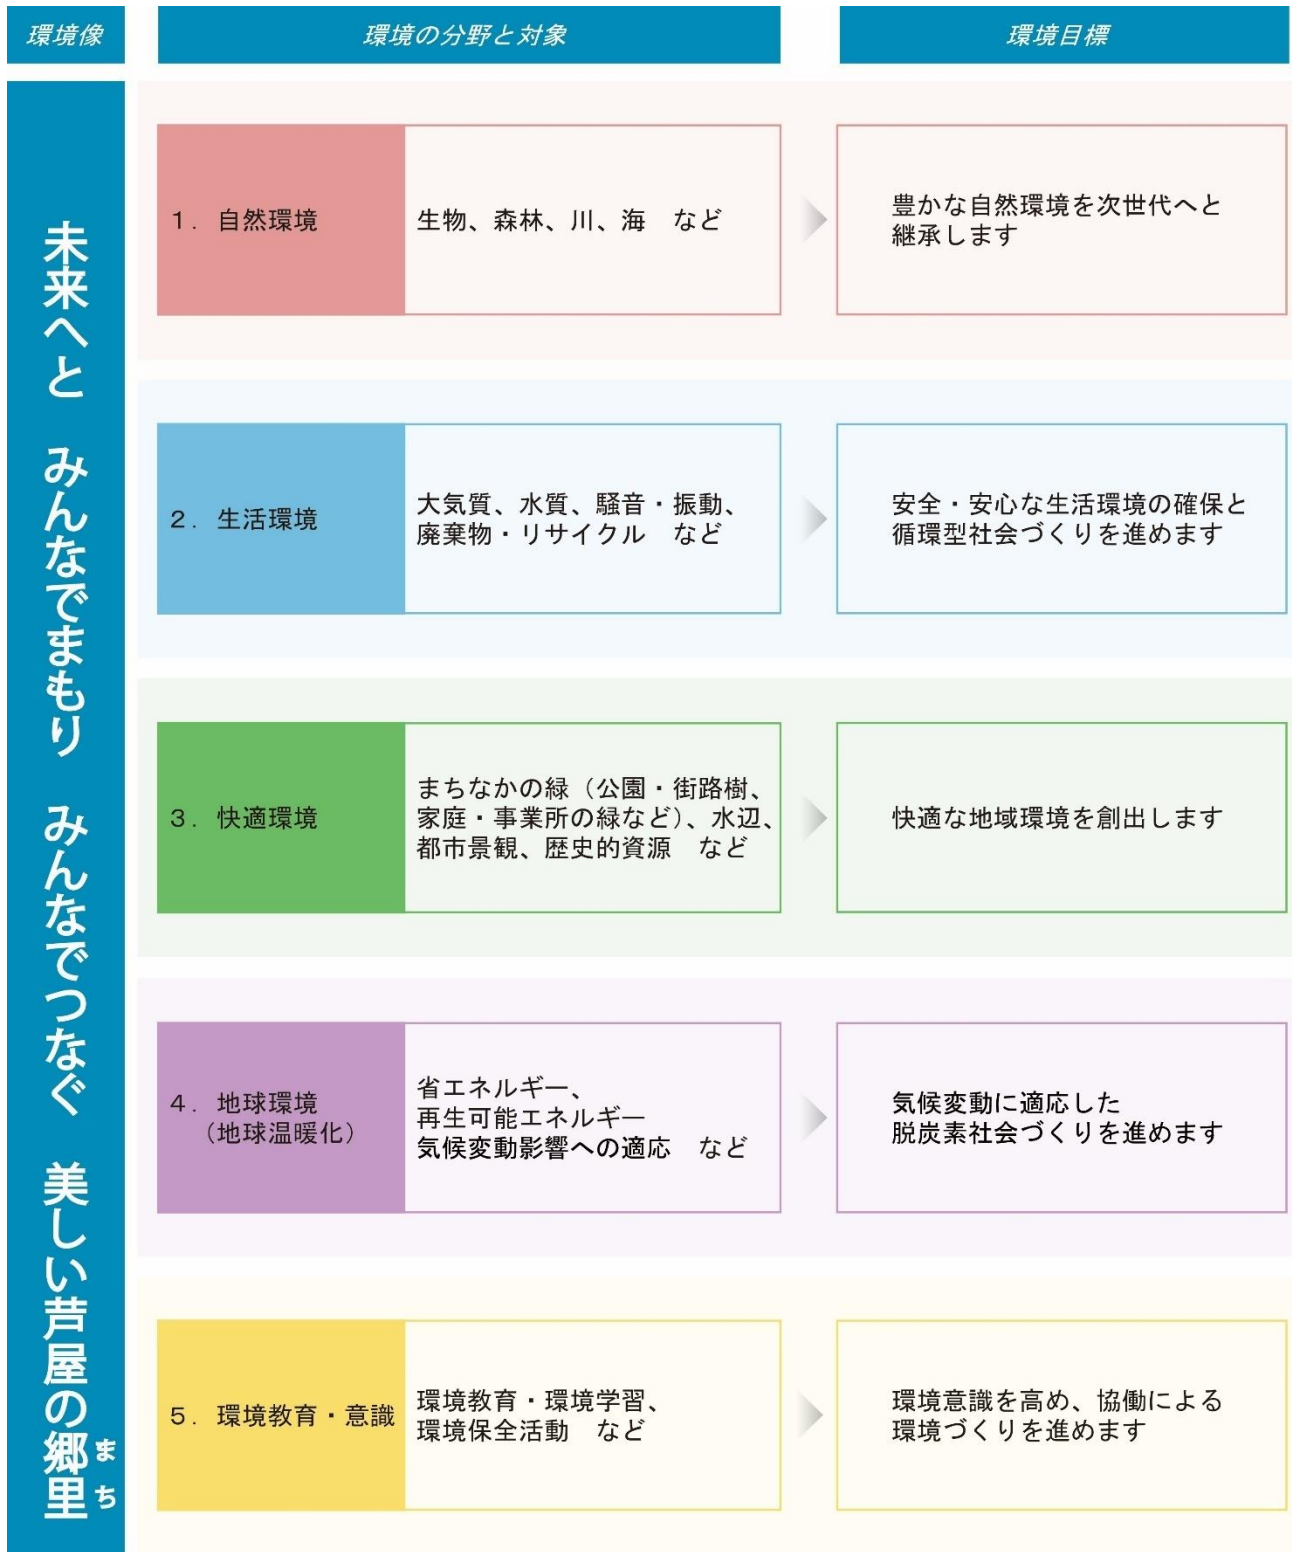 環境像
環境の分野と対象
環境目標
未来へと　みんなでまもり　みんなでつなぐ　美しい芦屋の郷里
まち
1．自然環境
生物、森林、川、海　など
豊かな自然環境を次世代へと
継承します
2．生活環境
大気質、水質、騒音・振動、
廃棄物・リサイクル　など
安全・安心な生活環境の確保と
循環型社会づくりを進めます
3．快適環境
まちなかの緑（公園・街路樹、
家庭・事業所の緑など）、水辺、
都市景観、歴史的資源　など
快適な地域環境を創出します
4．地球環境
（地球温暖化）
省エネルギー、
再生可能エネルギー
気候変動影響への適応　など
気候変動に適応した
脱炭素社会づくりを進めます
5．環境教育・意識
環境教育・環境学習、
環境保全活動　など
環境意識を高め、協働による
環境づくりを進めます